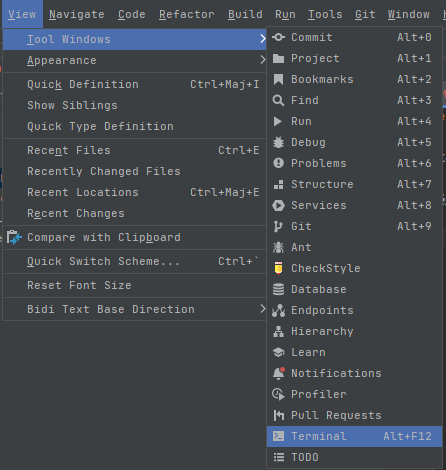 View Navigate Code Refactor Build Run Tools Git Window
Tool Windows
Appearance
Quick Definition Ctrl+Maj+I
Show Siblings
Quick Type Definition
Recent Files Ctrl+E
Recently Changed Files
Recent Locations Ctrl+Maj+E
Recent Changes
Compare with Clipboard
Quick Switch Scheme... Ctrl+`
Reset Font Size
Bidi Text Base Direction
Commit Alt+0
Project Alt+1
Bookmarks Alt+2
Find Alt+3
Run Alt+4
Debug Alt+5
Problems Alt+6
Structure Alt+7
Services Alt+8
Git Alt+9
Ant
CheckStyle
Database
Endpoints
Hierarchy
Learn
Notifications
Profiler
Pull Requests
Terminal Alt+F12
TODO